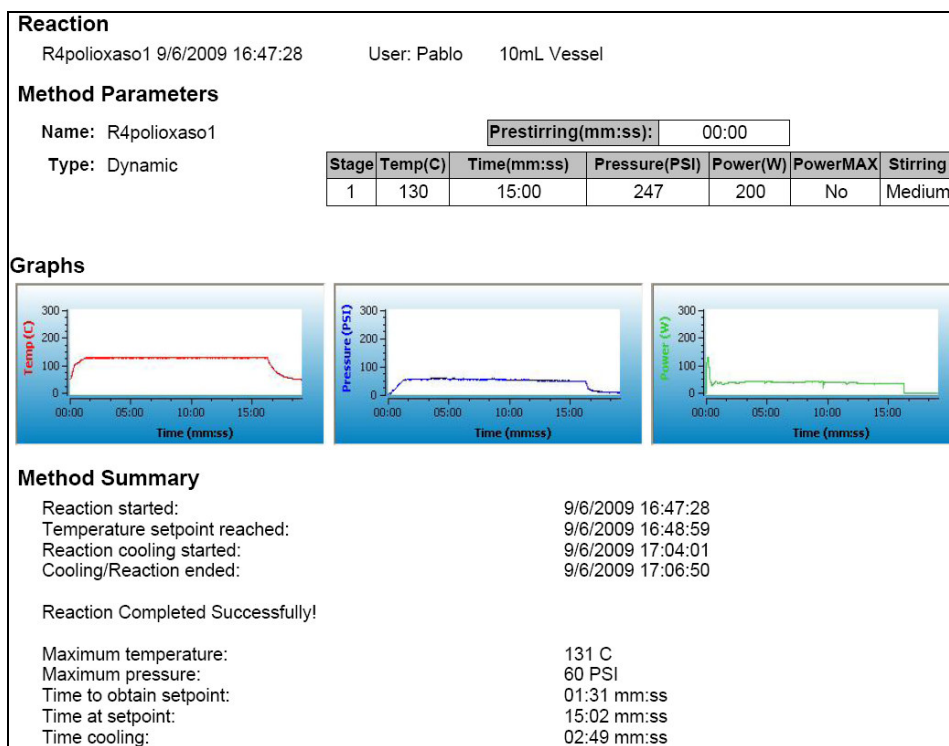 Reaction
R4polioxaso1 9/6/2009 16:47:28 User: Pablo 10mL Vessel
Method Parameters
Name: R4polioxaso1 Prestirring(mm:ss): 00:00
Type: Dynamic
Stage Temp(C) Time(mm:ss) Pressure(PSI) Power(W) PowerMAX Stirring
1 130 15:00 247 200 No Medium
Graphs
Temp (C)
300
200
100
0
00:00 05:00 10:00 15:00
Time (mm:ss)
Pressure (PSI)
300
200
100
0
00:00 05:00 10:00 15:00
Time (mm:ss)
Power (W)
300
200
100
0
00:00 05:00 10:00 15:00
Time (mm:ss)
Method Summary
Reaction started: 9/6/2009 16:47:28
Temperature setpoint reached: 9/6/2009 16:48:59
Reaction cooling started: 9/6/2009 17:04:01
Cooling/Reaction ended: 9/6/2009 17:06:50
Reaction Completed Successfully!
Maximum temperature: 131 C
Maximum pressure: 60 PSI
Time to obtain setpoint: 01:31 mm:ss
Time at setpoint: 15:02 mm:ss
Time cooling: 02:49 mm:ss